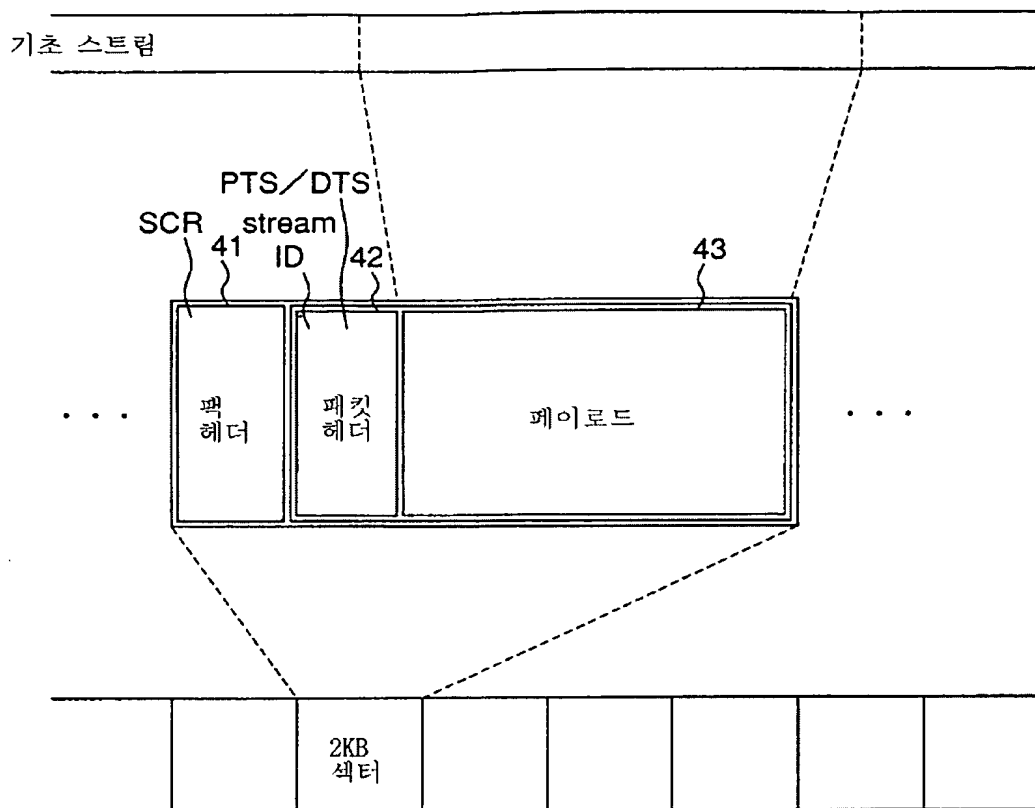 기초 스트림
PTS／DTS
SCR
stream
ID
41
42
43
팩
헤더
패킷
헤더
페이로드
2KB
섹터